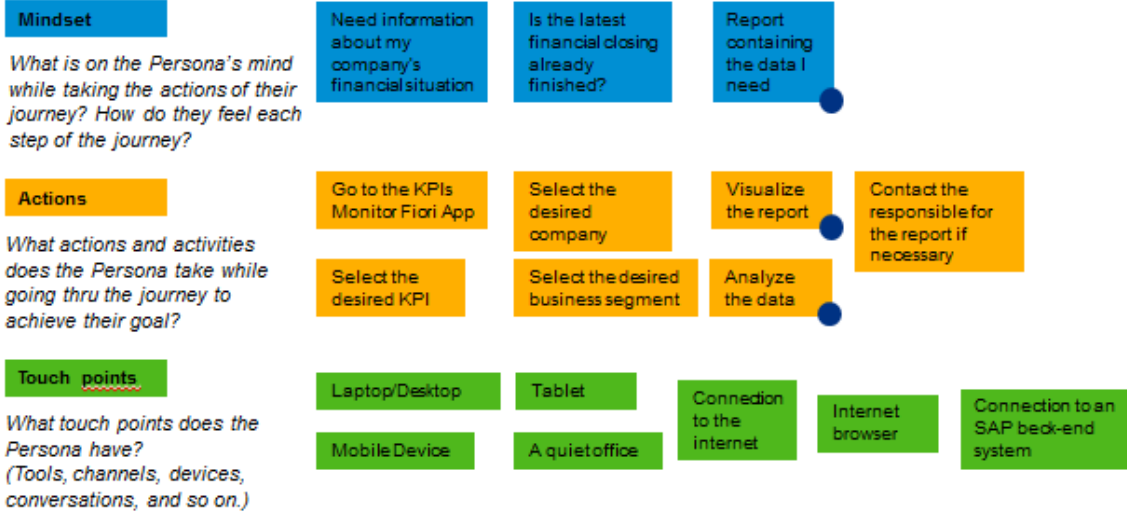 Mindset
What is on the Persona's mind
while taking the actions of their
journey? How do they feel each
step of the journey?
Need information
about my
company's
financial situation
Is the latest
financial closing
already
finished?
Report
containing
the data I
need
Actions
What actions and activities
does the Persona take while
going thru the journey to
achieve their goal?
Go to the KPIs
Monitor Fiori App
Select the
desired
company
Visualize
the report
Contact the
responsible for
the report if
necessary
Select the
desired KPI
Select the desired
business segment
Analyze
the data
Touch points
What touch points does the
Persona have?
(Tools, channels, devices,
conversations, and so on.)
Laptop/Desktop
Tablet
Connection
to the
internet
Internet
browser
Connection to an
SAP beck-end
system
Mobile Device
A quiet office